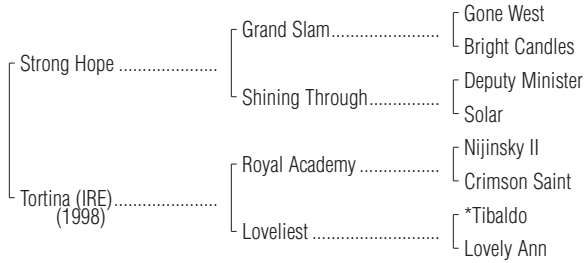 Gone West
Grand Slam..........................
Bright Candles
Strong Hope ......................
Deputy Minister
Shining Through.................
Solar
Nijinsky II
Royal Academy ...................
Crimson Saint
Tortina (IRE).......................
(1998)
*Tibaldo
Loveliest .............................
Lovely Ann